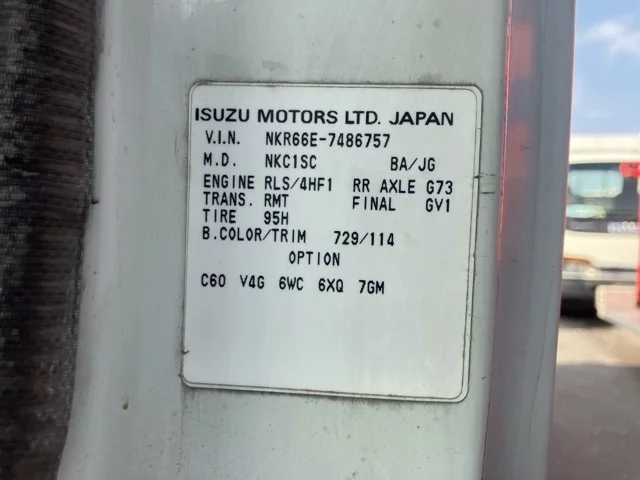 ISUZU MOTORS LTD. JAPAN
V.I.N. NKR66E-7486757
M.D. NKC1SC BA/JG
ENGINE RLS/4HF1 RR AXLE G73
TRANS. RMT FINAL GV1
TIRE 95H
B.COLOR/TRIM 729/114
OPTION
C60 V4G 6WC 6XQ 7GM